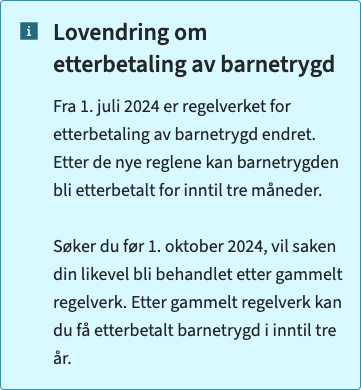 Lovendring om
etterbetaling av barnetrygd
Fra 1. juli 2024 er regelverket for
etterbetaling av barnetrygd endret.
Etter de nye reglene kan barnetrygden
bli etterbetalt for inntil tre måneder.
Søker du før 1. oktober 2024, vil saken
din likevel bli behandlet etter gammelt
regelverk. Etter gammelt regelverk kan
du få etterbetalt barnetrygd i inntil tre
år.